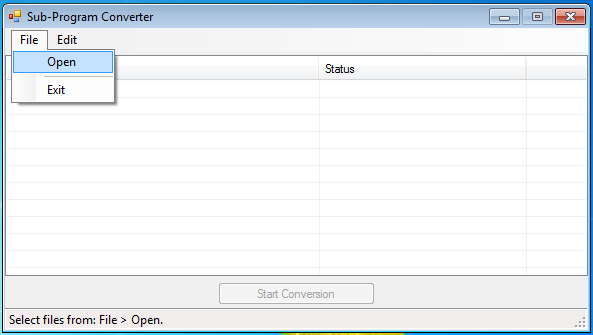 Sub-Program Converter
File Edit
Open
Status
Exit
Start Conversion
Select files from: File > Open.